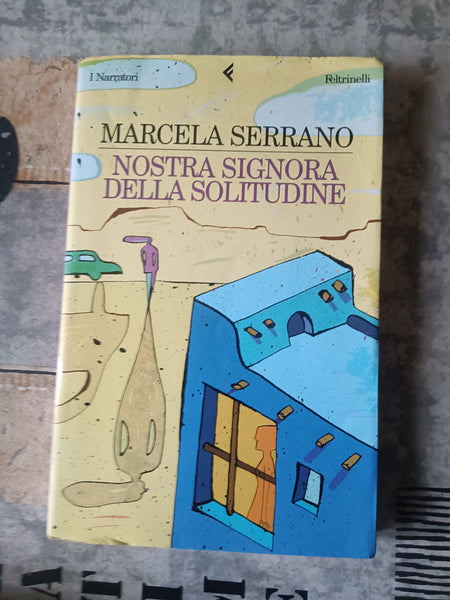 I Narratori
Feltrinelli
MARCELA SERRANO
NOSTRA SIGNORA
DELLA SOLITUDINE